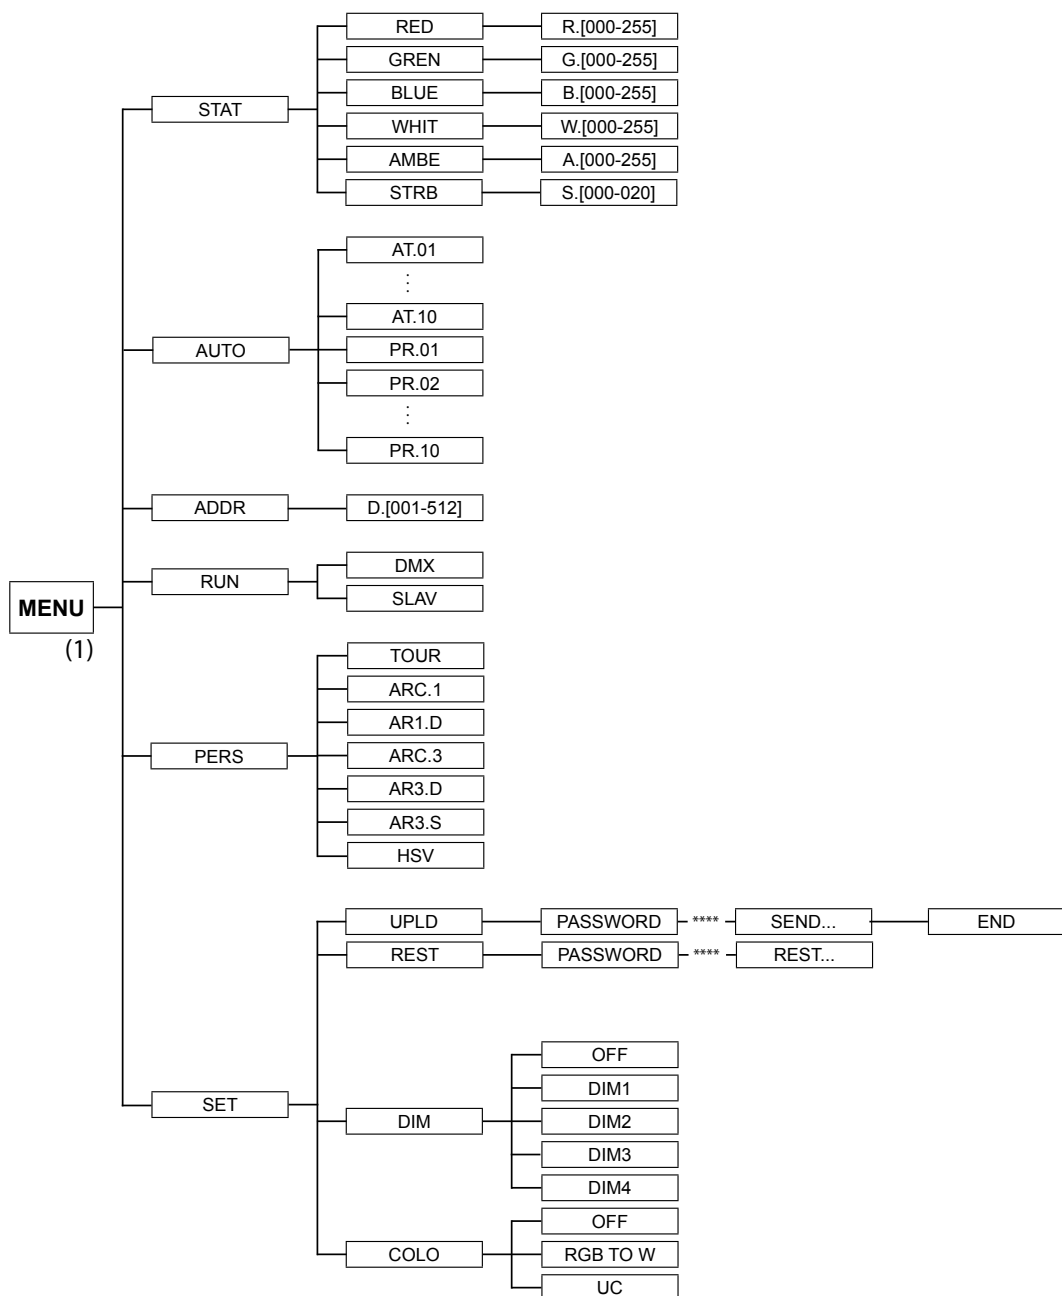 RED R.[000-255]
GREN G.[000-255]
BLUE B.[000-255]
STAT WHIT W.[000-255]
AMBE A.[000-255]
STRB S.[000-020]
AT.01
⋮
AT.10
AUTO PR.01
PR.02
⋮
PR.10
ADDR D.[001-512]
RUN DMX
SLAV
MENU
(1)
TOUR
ARC.1
AR1.D
PERS ARC.3
AR3.D
AR3.S
HSV
UPLD PASSWORD **** SEND... END
REST PASSWORD **** REST...
SET
OFF
DIM1
DIM DIM2
DIM3
DIM4
OFF
COLO RGB TO W
UC